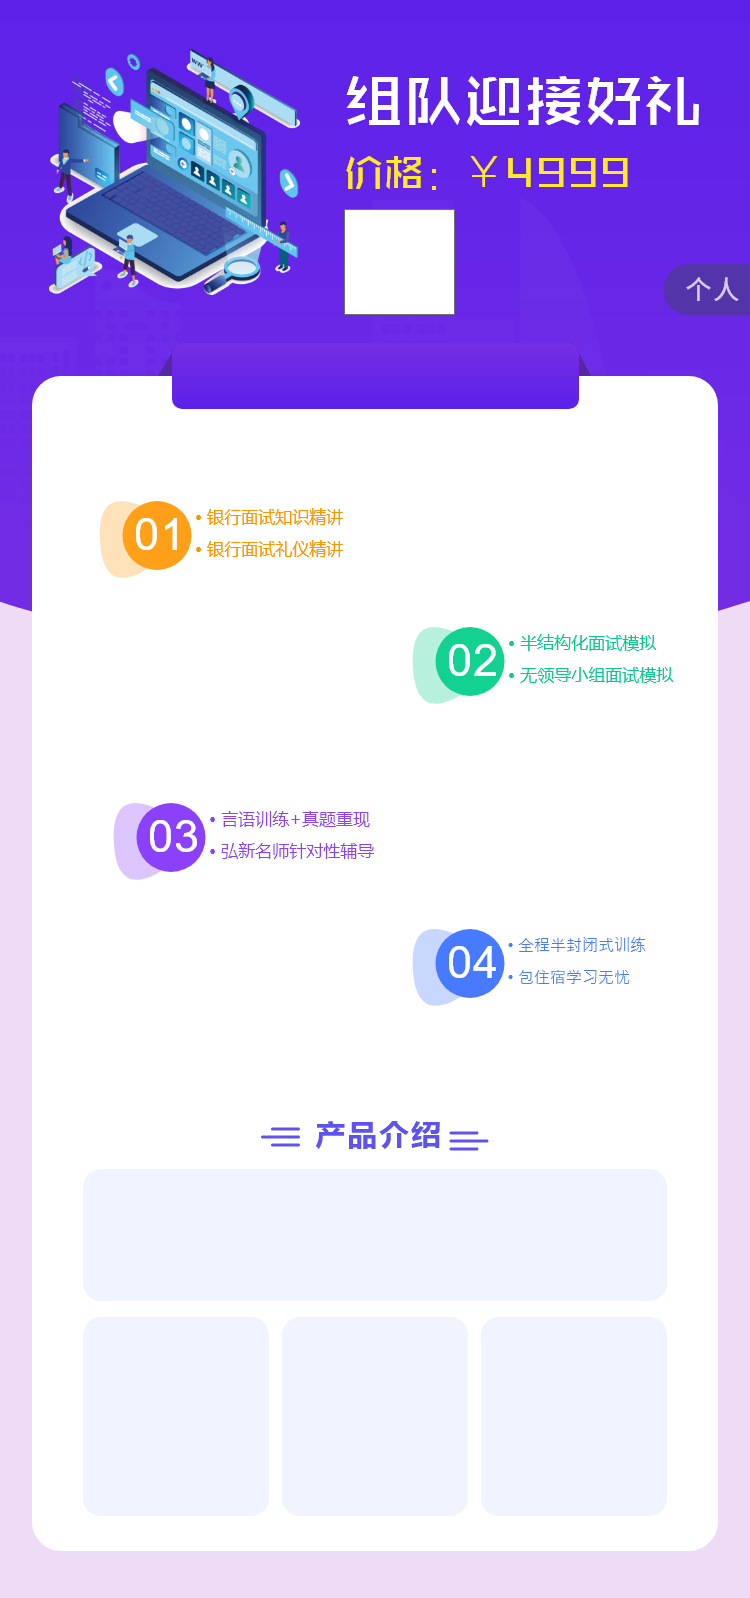 组队迎接好礼
价格：￥4999
个人
01
• 银行面试知识精讲
• 银行面试礼仪精讲
02
• 半结构化面试模拟
• 无领导小组面试模拟
03
• 言语训练+真题重现
• 弘新名师针对性辅导
04
• 全程半封闭式训练
• 包住宿学习无忧
产品介绍